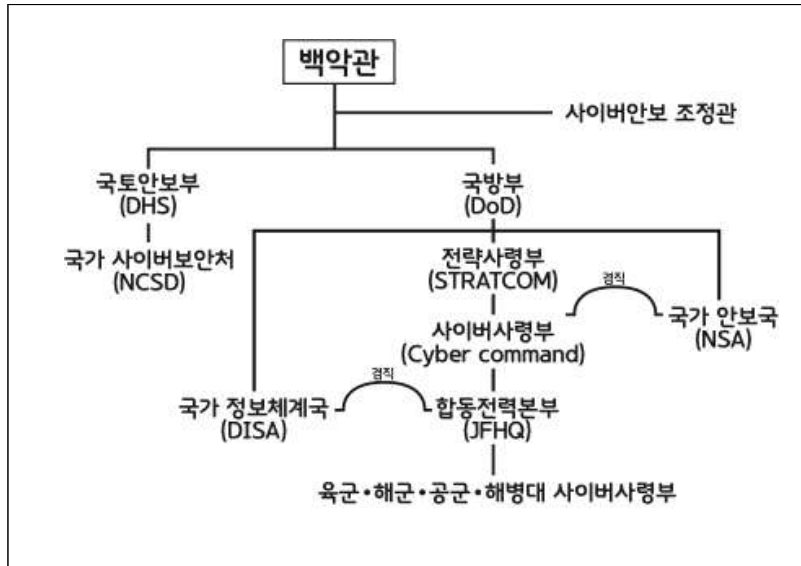 백악관
사이버안보 조정관
국토안보부
(DHS)
국방부
(DoD)
국가 사이버보안처
(NCSD)
전략사령부
(STRATCOM)
겸직
국가 안보국
(NSA)
사이버사령부
(Cyber command)
겸직
국가 정보체계국
(DISA)
합동전력본부
(JFHQ)
육군•해군•공군•해병대 사이버사령부